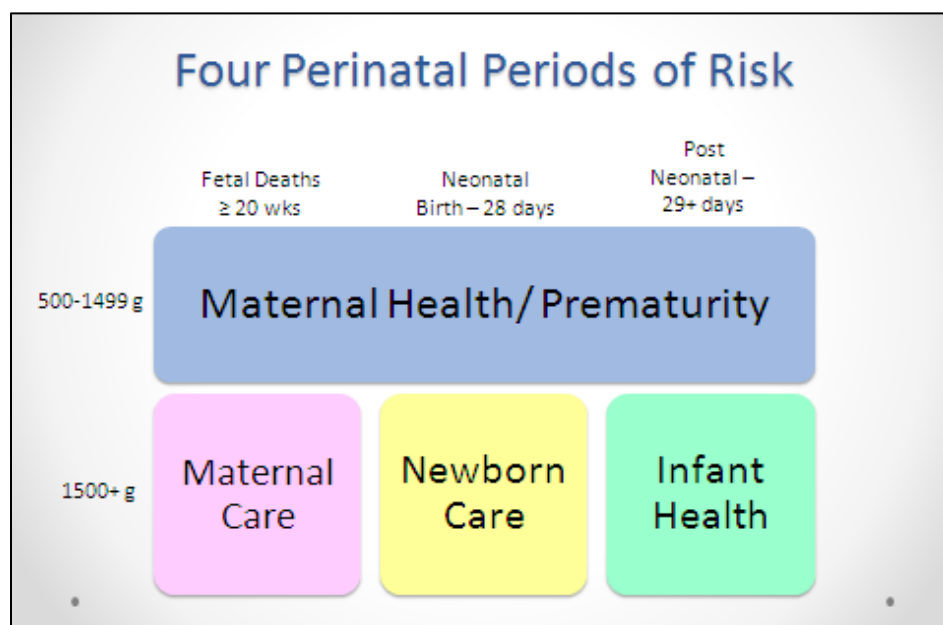 Four Perinatal Periods of Risk
Fetal Deaths
≥ 20 wks
Neonatal
Birth – 28 days
Post
Neonatal –
29+ days
500-1499 g
Maternal Health/ Prematurity
1500+ g
Maternal
Care
Newborn
Care
Infant
Health